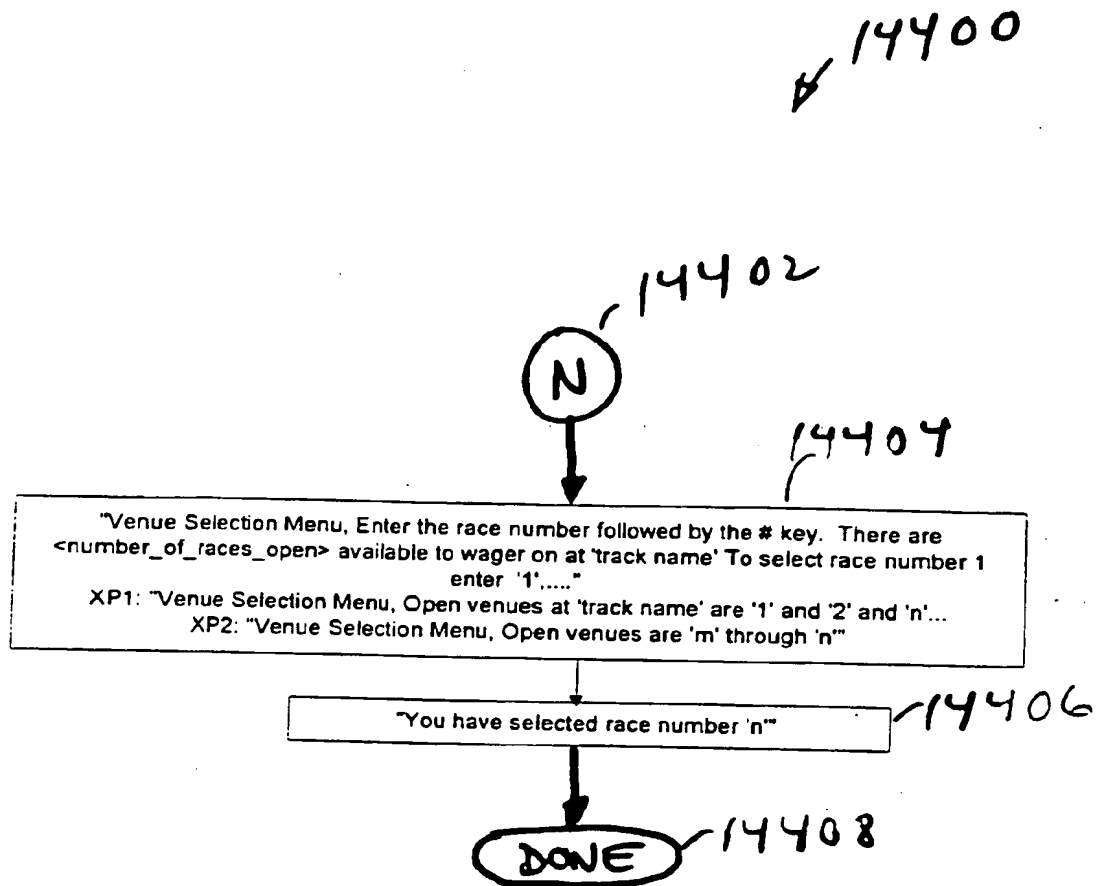 14400
14402
N
14404
"Venue Selection Menu, Enter the race number followed by the # key. There are
<number_of_races_open> available to wager on at 'track name' To select race number 1
enter '1',...."
XP1: "Venue Selection Menu, Open venues at 'track name' are '1' and '2' and 'n'...
XP2: "Venue Selection Menu, Open venues are 'm' through 'n'"
"You have selected race number 'n'"
14406
DONE
14408